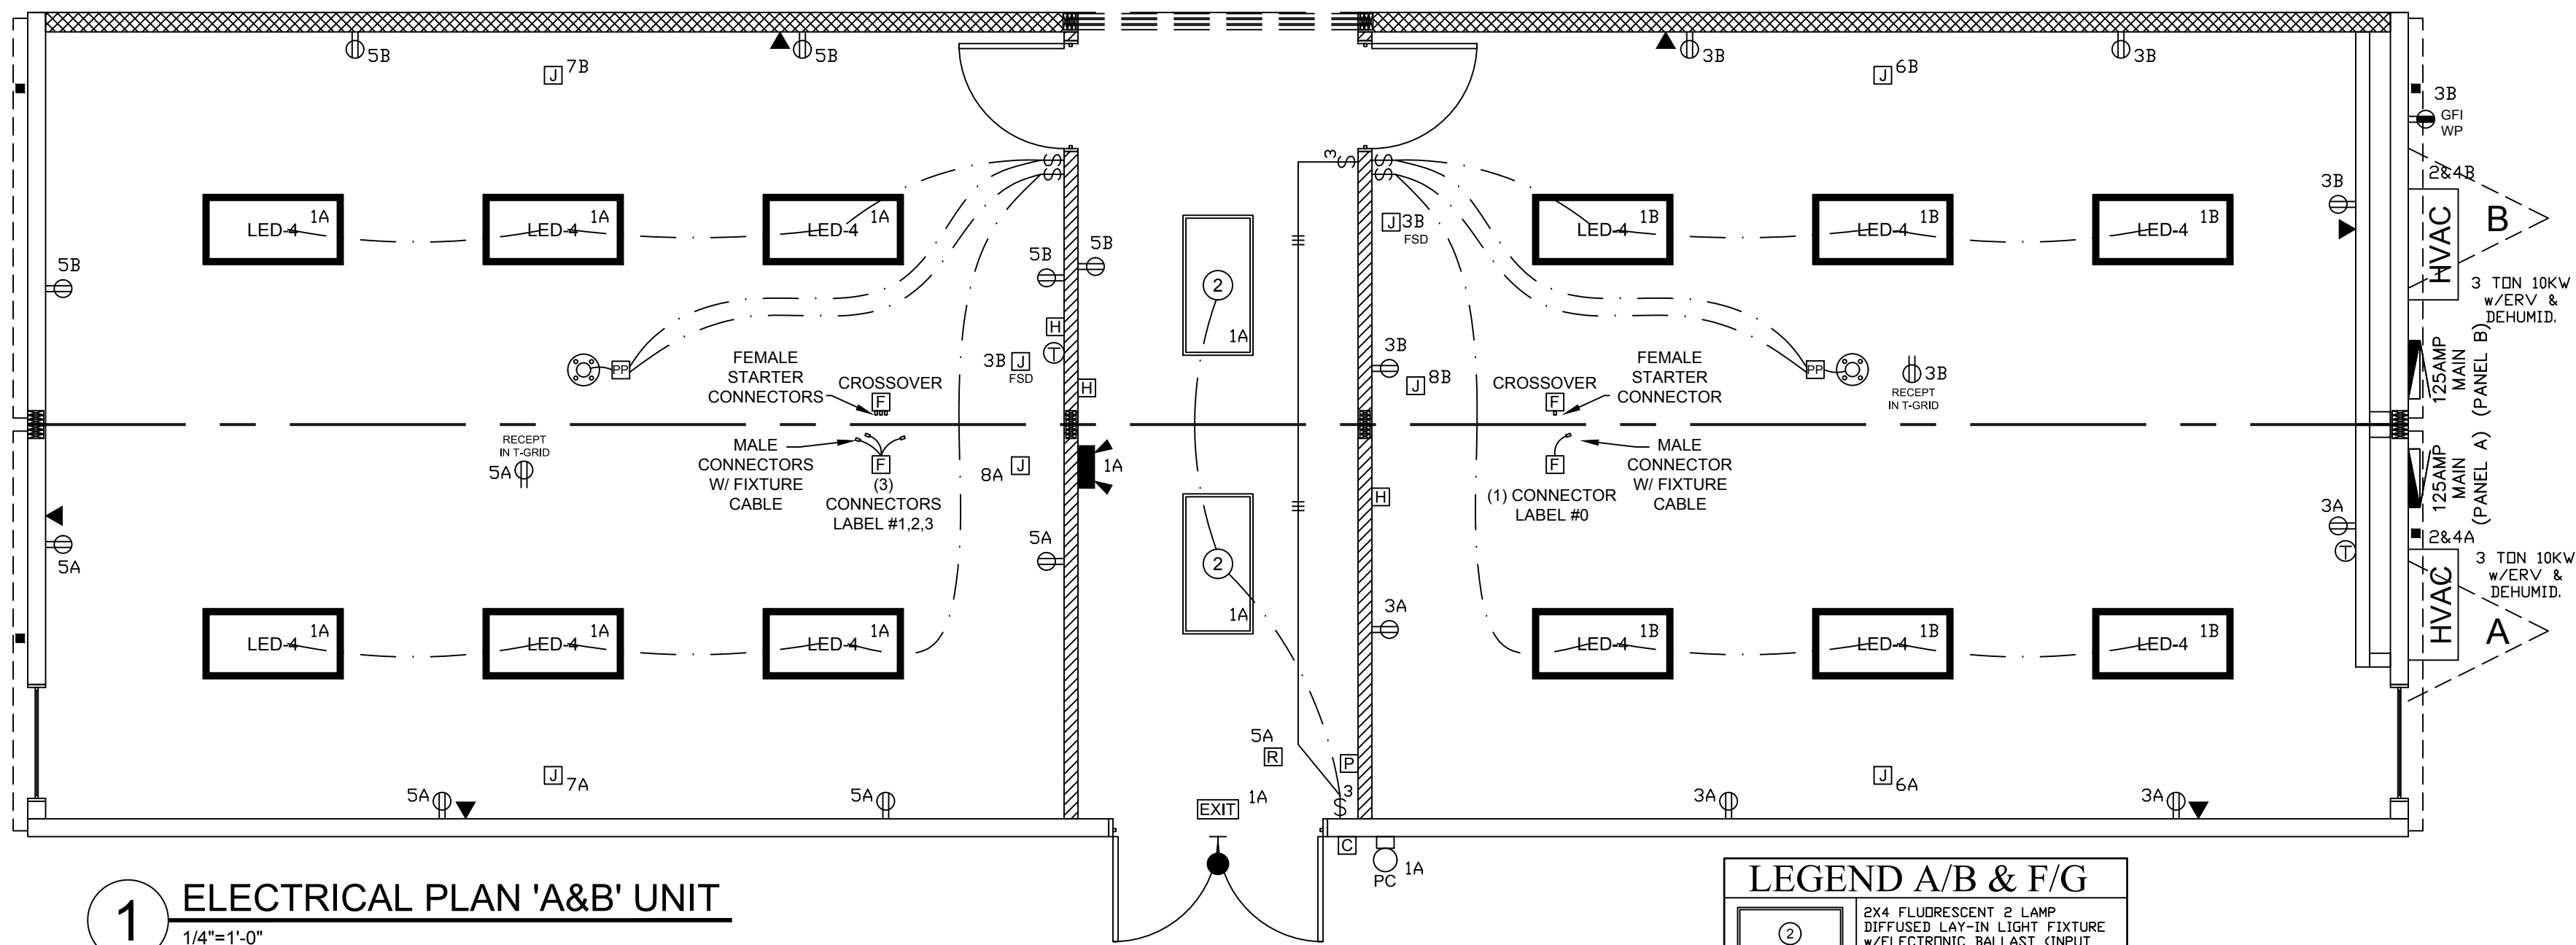 5B
7B
5B
3B
6B
3B
3B
GFI
WP
2&4B
3
LED-4 1A
LED-4 1A
LED-4 1A
2
1A
3B
FSD
LED-4 1B
LED-4 1B
LED-4 1B
3B
HVAC
B
3 TON 10KW
w/ERV &
DEHUMID.
5B
5B
5B
H
T
3B J
FSD
H
PP
FEMALE
STARTER
CONNECTORS
CROSSOVER
F
3B
J 8B
CROSSOVER
F
FEMALE
STARTER
CONNECTOR
PP
3B
RECEPT
IN T-GRID
125AMP
MAIN
(PANEL B)
RECEPT
IN T-GRID
5A
MALE
CONNECTORS
W/ FIXTURE
CABLE
F
(3)
CONNECTORS
LABEL #1,2,3
8A J
1A
H
F
(1) CONNECTOR
LABEL #0
MALE
CONNECTOR
W/ FIXTURE
CABLE
125AMP
MAIN
(PANEL A)
3A
T
2&4A
5A
5A
2
1A
3A
HVAC
A
3 TON 10KW
w/ERV &
DEHUMID.
LED-4 1A
LED-4 1A
LED-4 1A
LED-4 1B
LED-4 1B
LED-4 1B
5A
R
P
3
J 7A
J 6A
5A
5A
EXIT 1A
3A
3A
C
PC
1A
1 ELECTRICAL PLAN 'A&B' UNIT
1/4"=1'-0"
LEGEND A/B & F/G
2
2X4 FLUORESCENT 2 LAMP
DIFFUSED LAY-IN LIGHT FIXTURE
W/ELECTRONIC BALLAST (INPUT